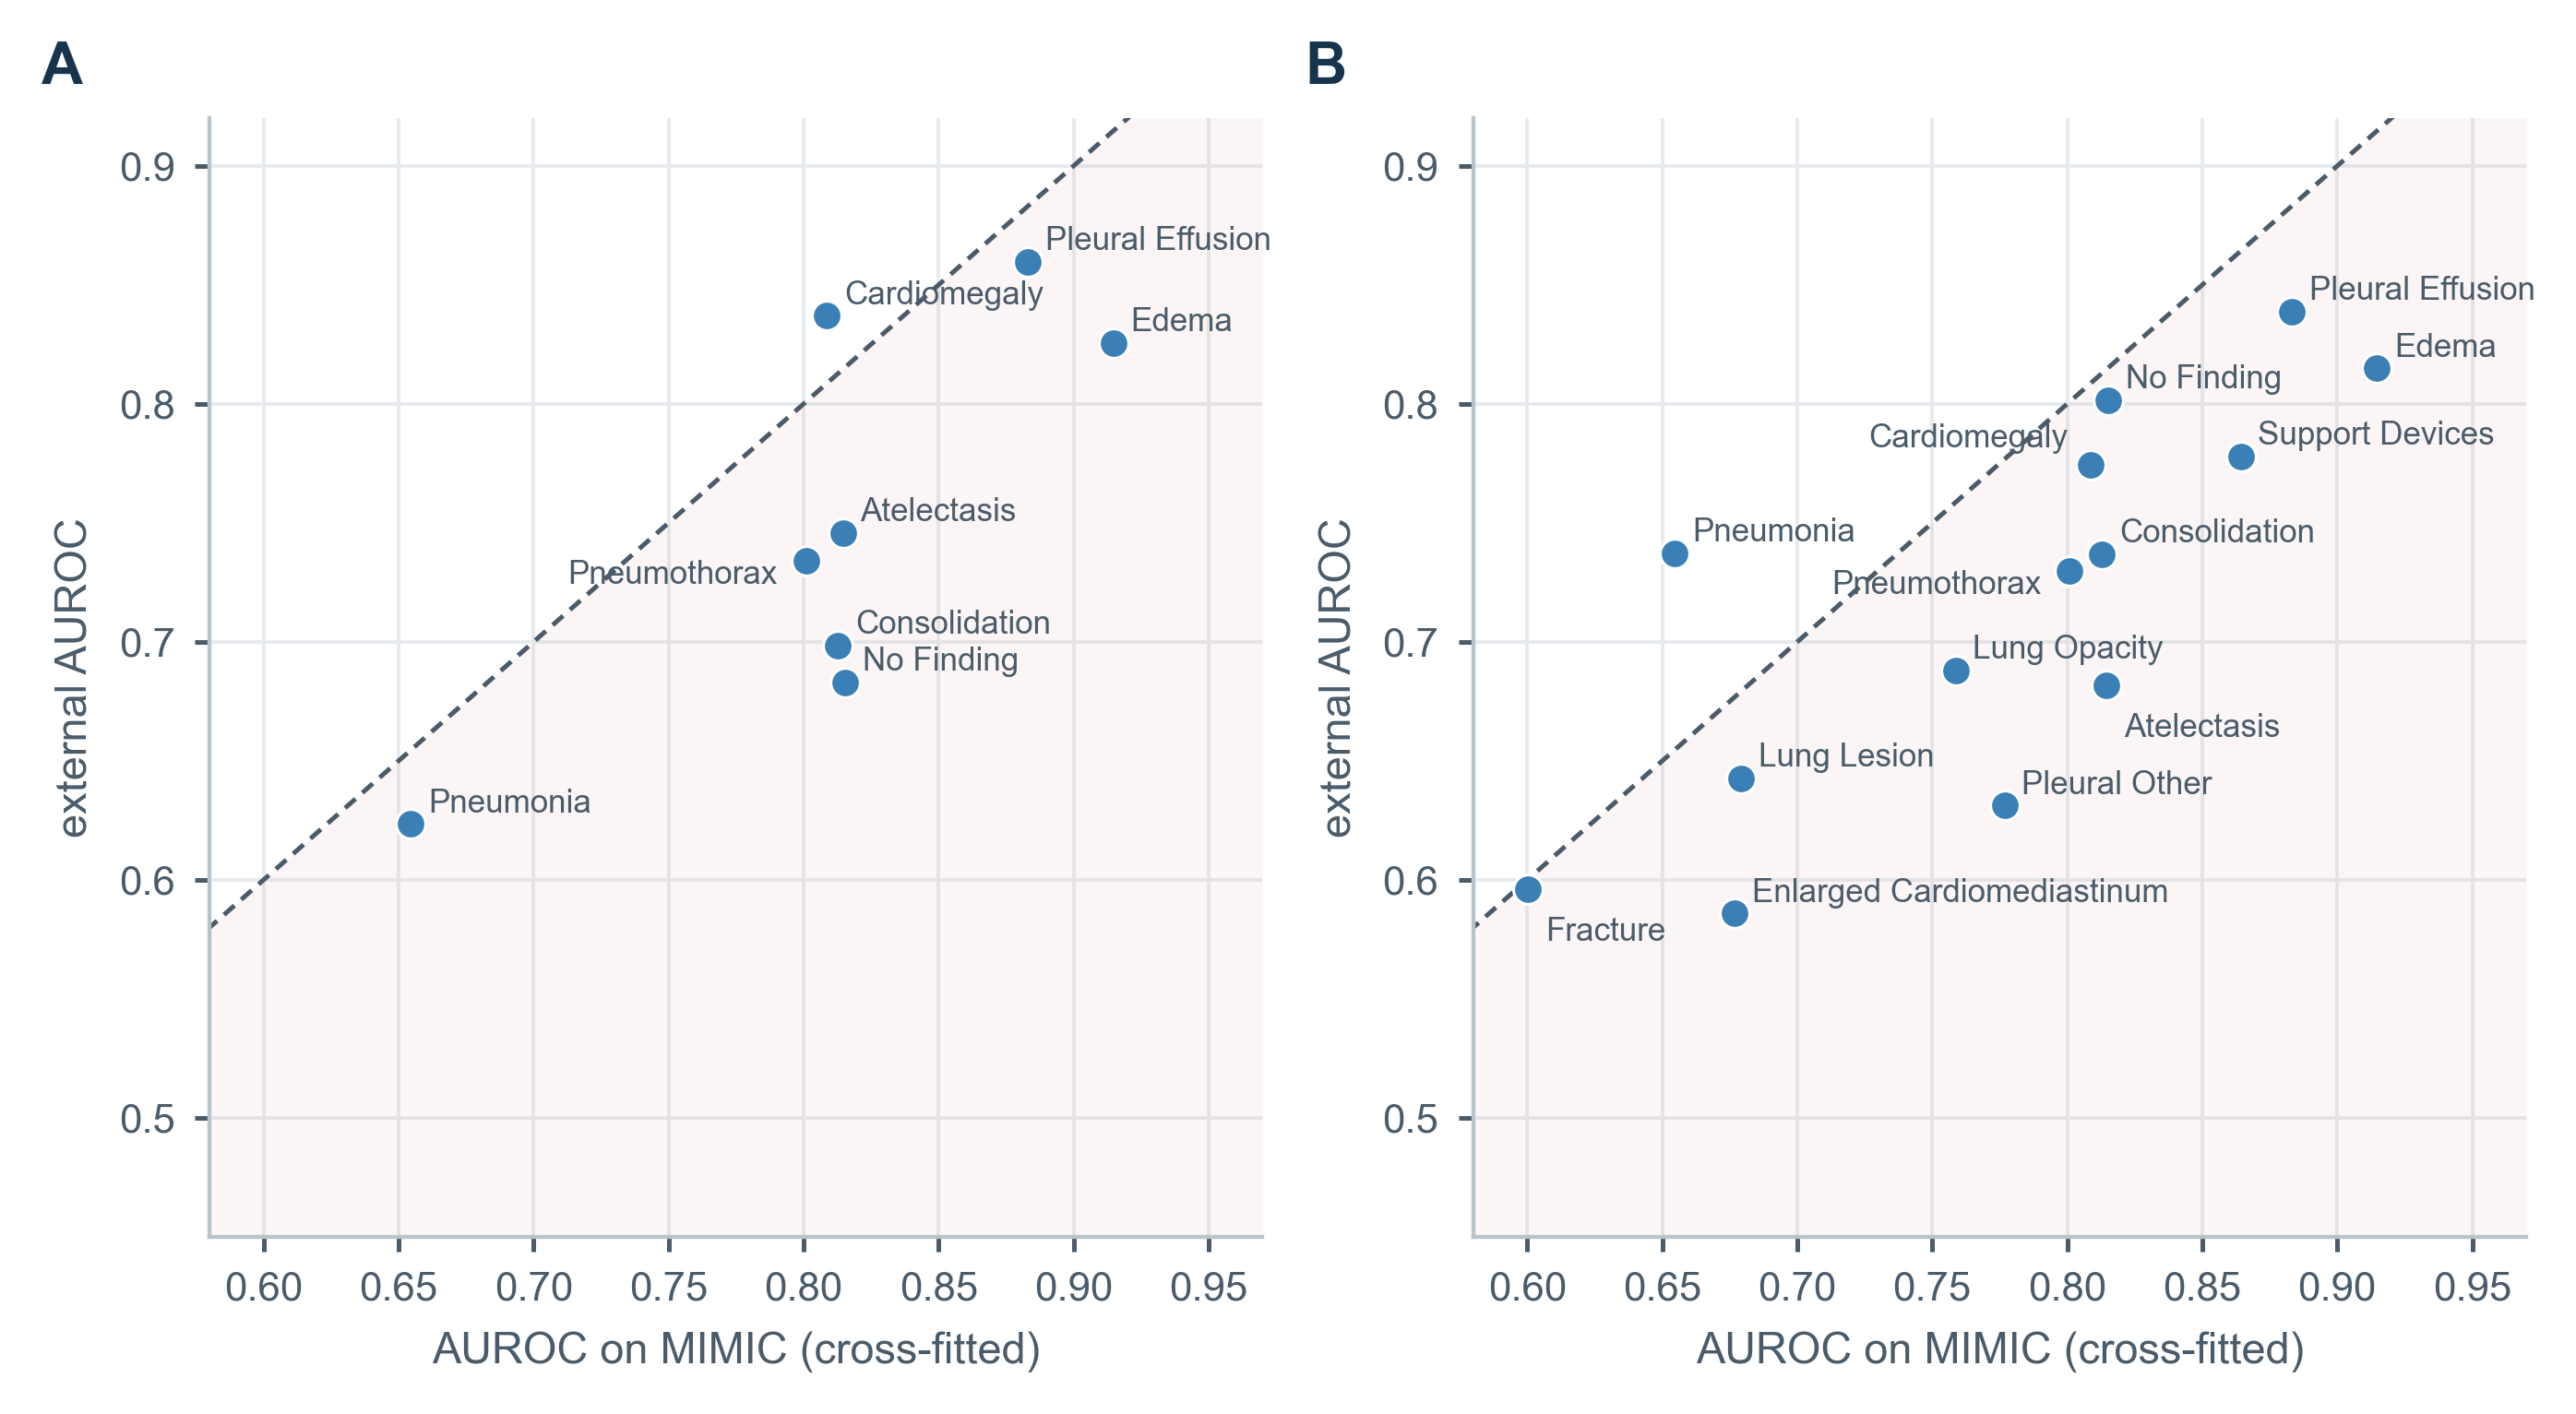 A
external AUROC
0.9
0.8
0.7
0.6
0.5
Pleural Effusion
Cardiomegaly
Edema
Atelectasis
Pneumothorax
Consolidation
No Finding
Pneumonia
0.60 0.65 0.70 0.75 0.80 0.85 0.90 0.95
AUROC on MIMIC (cross-fitted)
B
external AUROC
0.9
0.8
0.7
0.6
0.5
Pleural Effusion
Edema
No Finding
Cardiomegaly
Support Devices
Pneumonia
Consolidation
Pneumothorax
Lung Opacity
Atelectasis
Lung Lesion
Pleural Other
Enlarged Cardiomediastinum
Fracture
0.60 0.65 0.70 0.75 0.80 0.85 0.90 0.95
AUROC on MIMIC (cross-fitted)